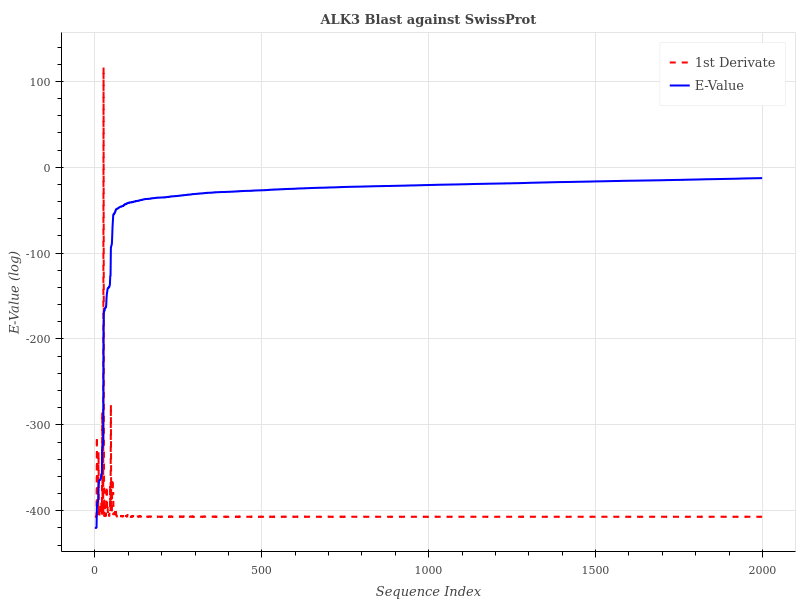 ALK3 Blast against SwissProt
1st Derivate
E-Value
E-Value (log)
100
0
-100
-200
-300
-400
0
500
1000
1500
2000
Sequence Index